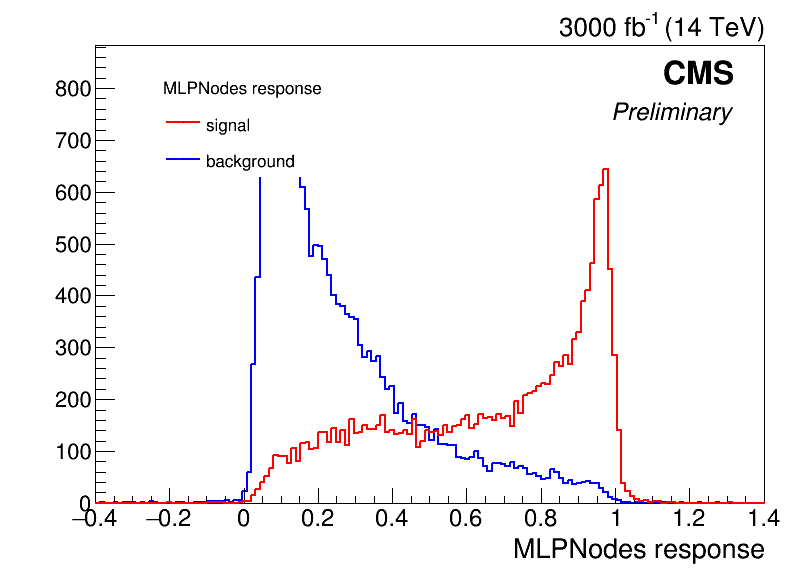 3000 fb-1 (14 TeV)
CMS
Preliminary
MLPNodes response
signal
background
800
700
600
500
400
300
200
100
0
−0.4 −0.2 0 0.2 0.4 0.6 0.8 1 1.2 1.4
MLPNodes response